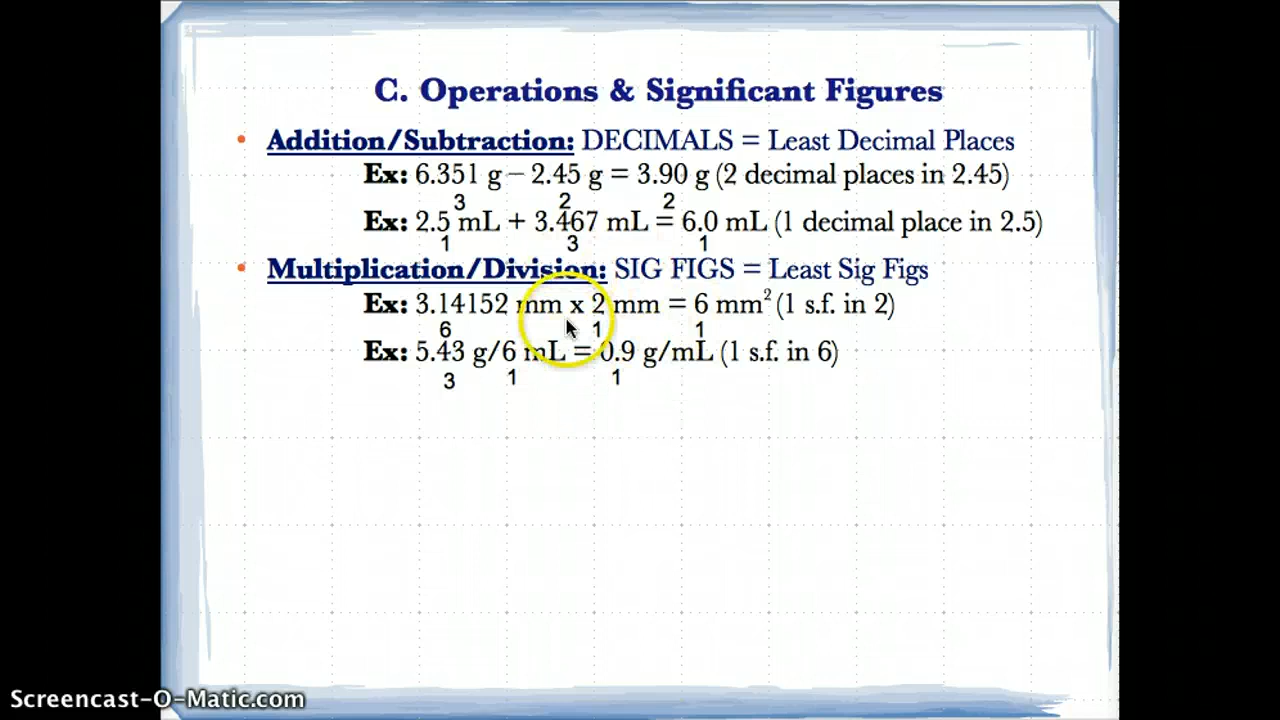 C. Operations & Significant Figures
• Addition/Subtraction: DECIMALS = Least Decimal Places
Ex: 6.351 g – 2.45 g = 3.90 g (2 decimal places in 2.45)
3 2 2
Ex: 2.5 mL + 3.467 mL = 6.0 mL (1 decimal place in 2.5)
1 3 1
• Multiplication/Division: SIG FIGS = Least Sig Figs
Ex: 3.14152 mm x 2 mm = 6 mm² (1 s.f. in 2)
6 1 1
Ex: 5.43 g/6 mL = 0.9 g/mL (1 s.f. in 6)
3 1 1
Screencast-O-Matic.com